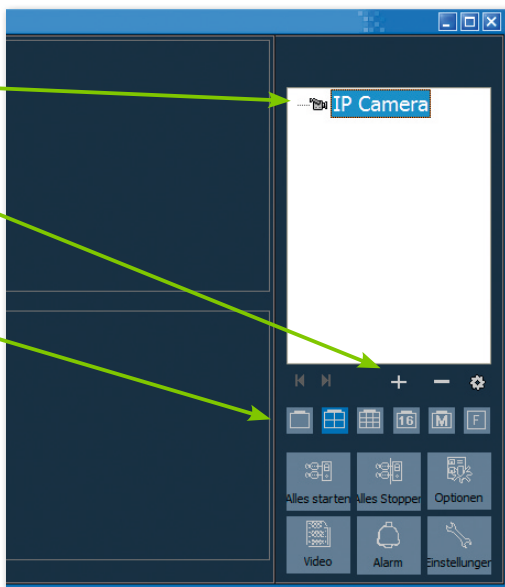 IP Camera
16 M F
Alles starten Alles Stoppen Optionen
Video Alarm Einstellungen